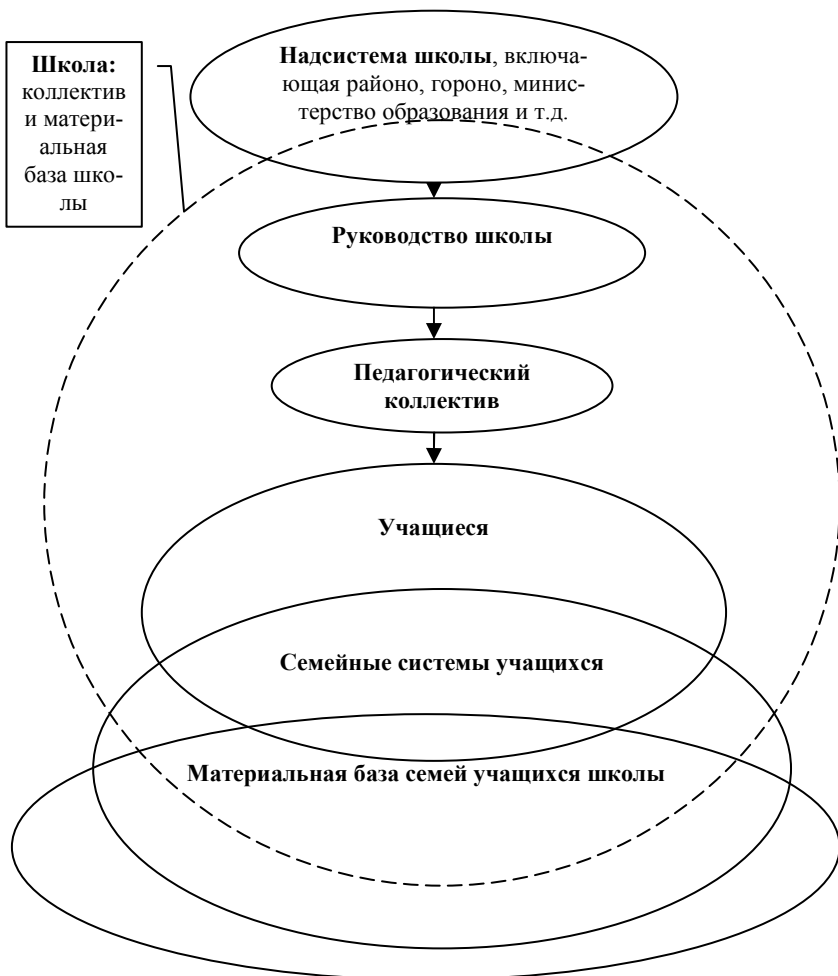 Школа:
коллектив
и матери-
альная
база шко-
лы
Надсистема школы, включа-
ющая районо, гороно, минис-
терство образования и т.д.
Руководство школы
Педагогический
коллектив
Учащиеся
Семейные системы учащихся
Материальная база семей учащихся школы